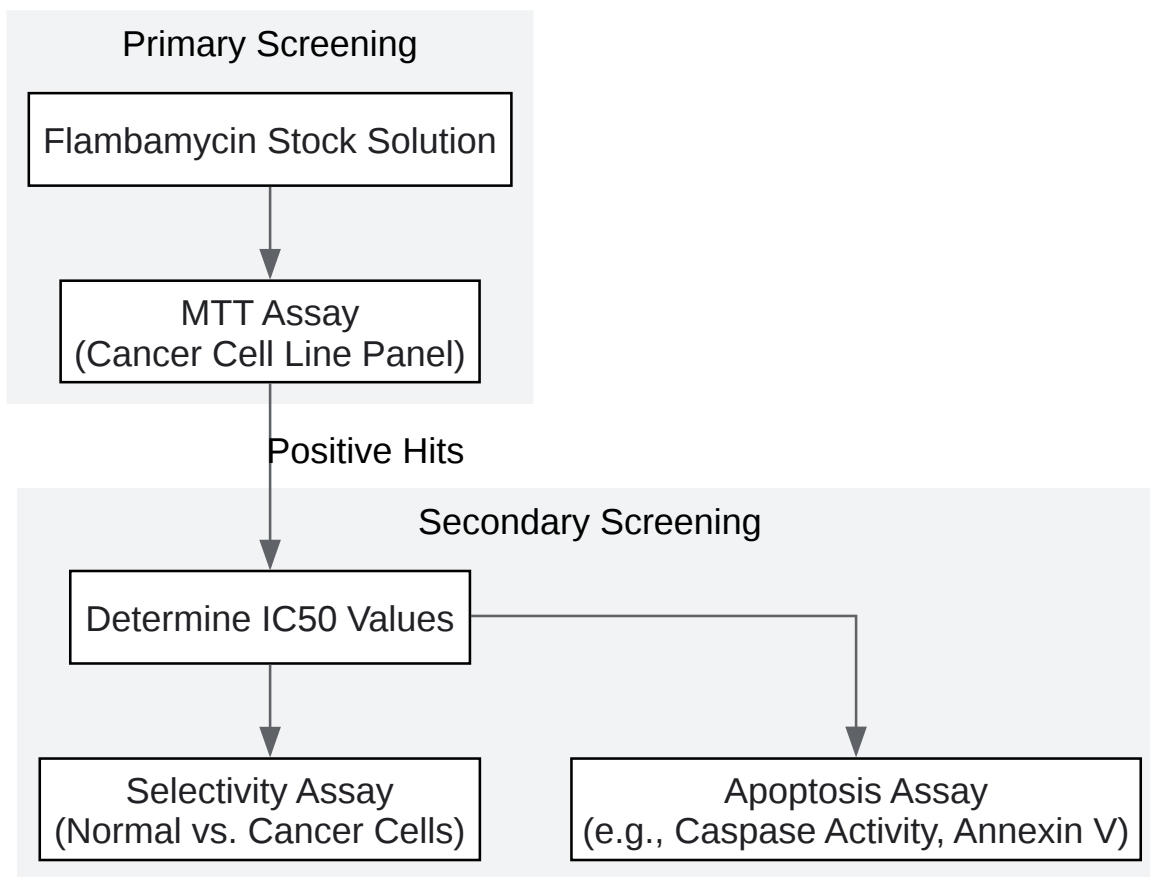 Primary Screening
Flambamycin Stock Solution
MTT Assay
(Cancer Cell Line Panel)
Positive Hits
Secondary Screening
Determine IC50 Values
Selectivity Assay
(Normal vs. Cancer Cells)
Apoptosis Assay
(e.g., Caspase Activity, Annexin V)